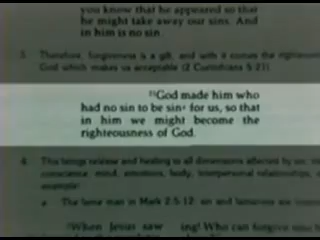 you know that he appeared so that
he might take away our sins. And
in him is no sin.
3. Therefore, forgiveness is a gift, and with it comes the righteousness
God which makes us acceptable (2 Corinthians 5:21)
²¹God made him who
had no sin to be sin for us, so that
in him we might become the
righteousness of God.
4. This brings release and healing to all dimensions affected by sin:
conscience, mind, emotions, body, interpersonal relationships,
example:
a The lame man in Mark 2:5,12: sin and lameness are
⁵When Jesus saw ing! Who can forgive